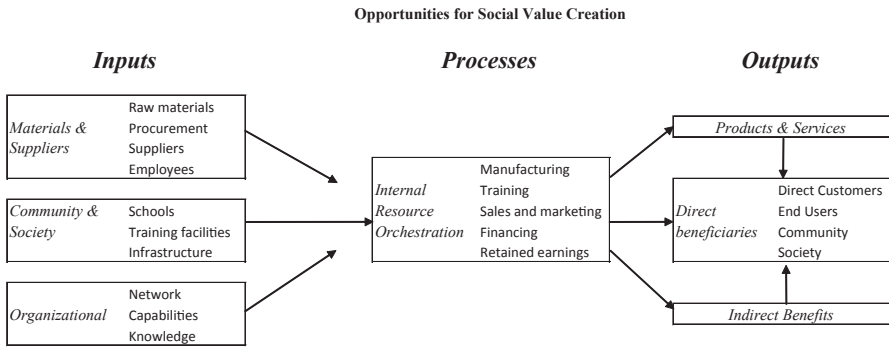 Opportunities for Social Value Creation
Inputs
Processes
Outputs
Materials &
Suppliers
Raw materials
Procurement
Suppliers
Employees
Community &
Society
Schools
Training facilities
Infrastructure
Organizational
Network
Capabilities
Knowledge
Internal
Resource
Orchestration
Manufacturing
Training
Sales and marketing
Financing
Retained earnings
Products & Services
Direct
beneficiaries
Direct Customers
End Users
Community
Society
Indirect Benefits